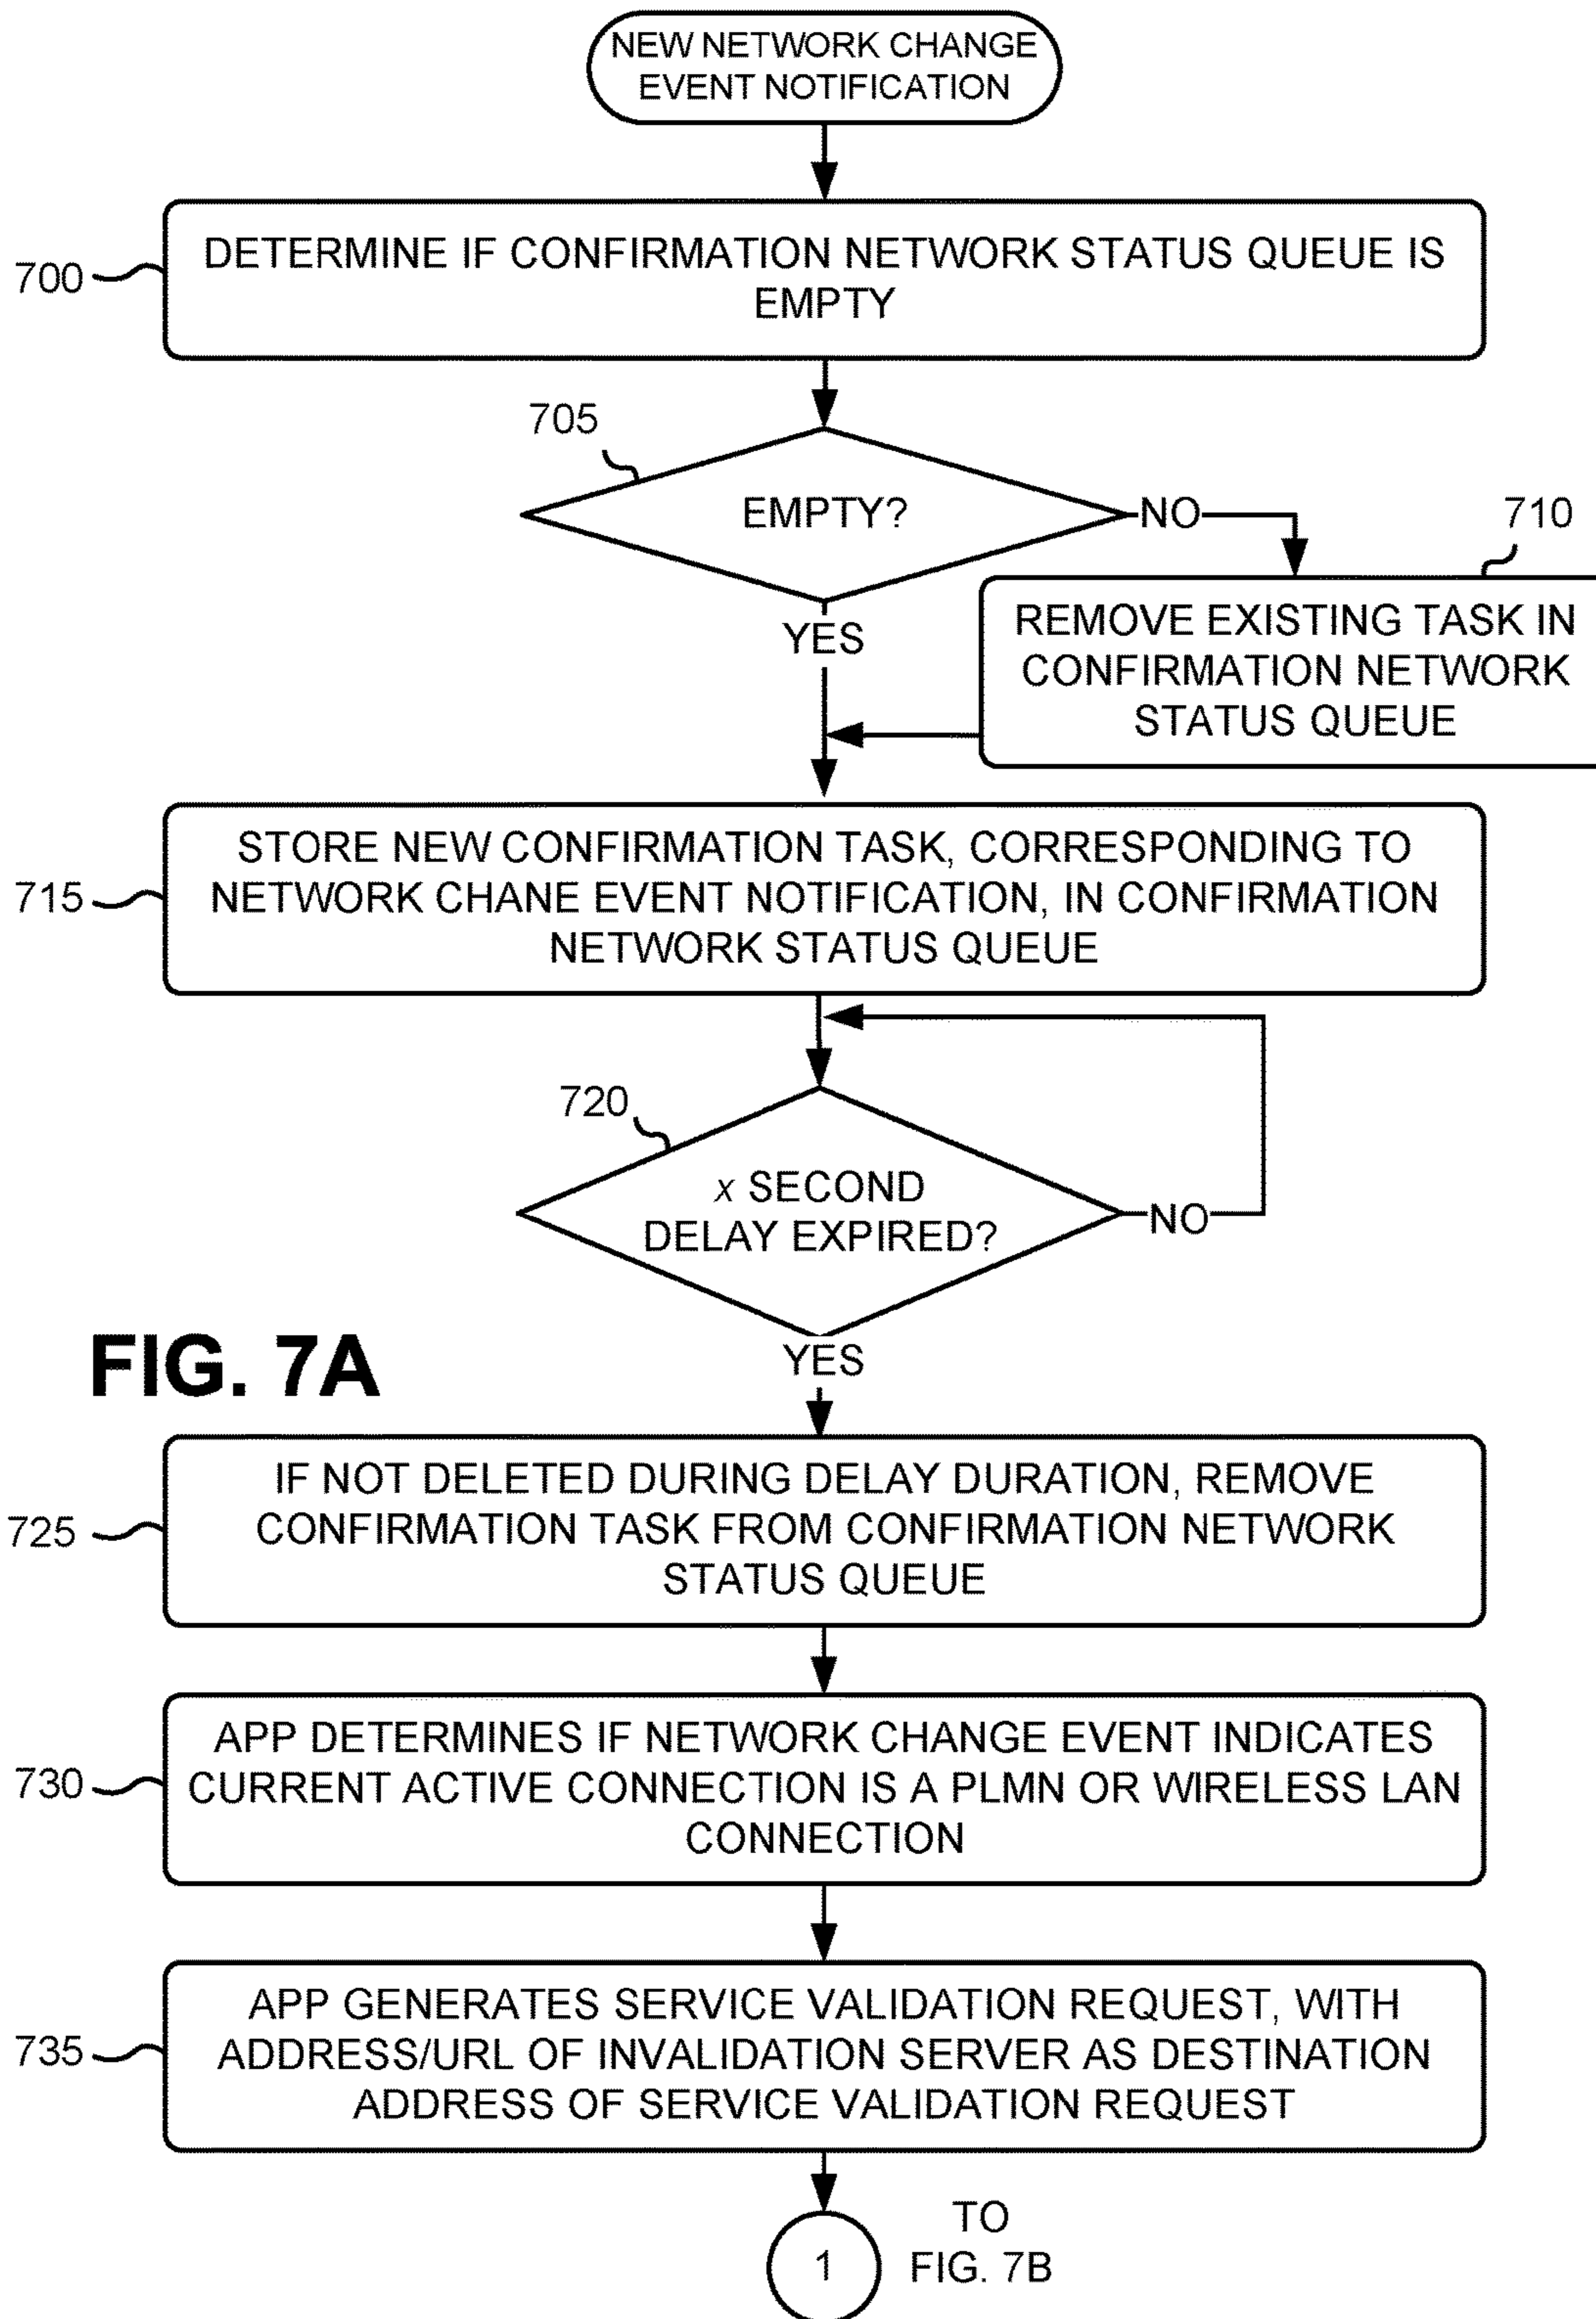 NEW NETWORK CHANGE
EVENT NOTIFICATION
700
DETERMINE IF CONFIRMATION NETWORK STATUS QUEUE IS
EMPTY
705
EMPTY?
NO
710
YES
REMOVE EXISTING TASK IN
CONFIRMATION NETWORK
STATUS QUEUE
715
STORE NEW CONFIRMATION TASK, CORRESPONDING TO
NETWORK CHANE EVENT NOTIFICATION, IN CONFIRMATION
NETWORK STATUS QUEUE
720
x SECOND
DELAY EXPIRED?
NO
FIG. 7A
YES
725
IF NOT DELETED DURING DELAY DURATION, REMOVE
CONFIRMATION TASK FROM CONFIRMATION NETWORK
STATUS QUEUE
730
APP DETERMINES IF NETWORK CHANGE EVENT INDICATES
CURRENT ACTIVE CONNECTION IS A PLMN OR WIRELESS LAN
CONNECTION
735
APP GENERATES SERVICE VALIDATION REQUEST, WITH
ADDRESS/URL OF INVALIDATION SERVER AS DESTINATION
ADDRESS OF SERVICE VALIDATION REQUEST
1
TO
FIG. 7B